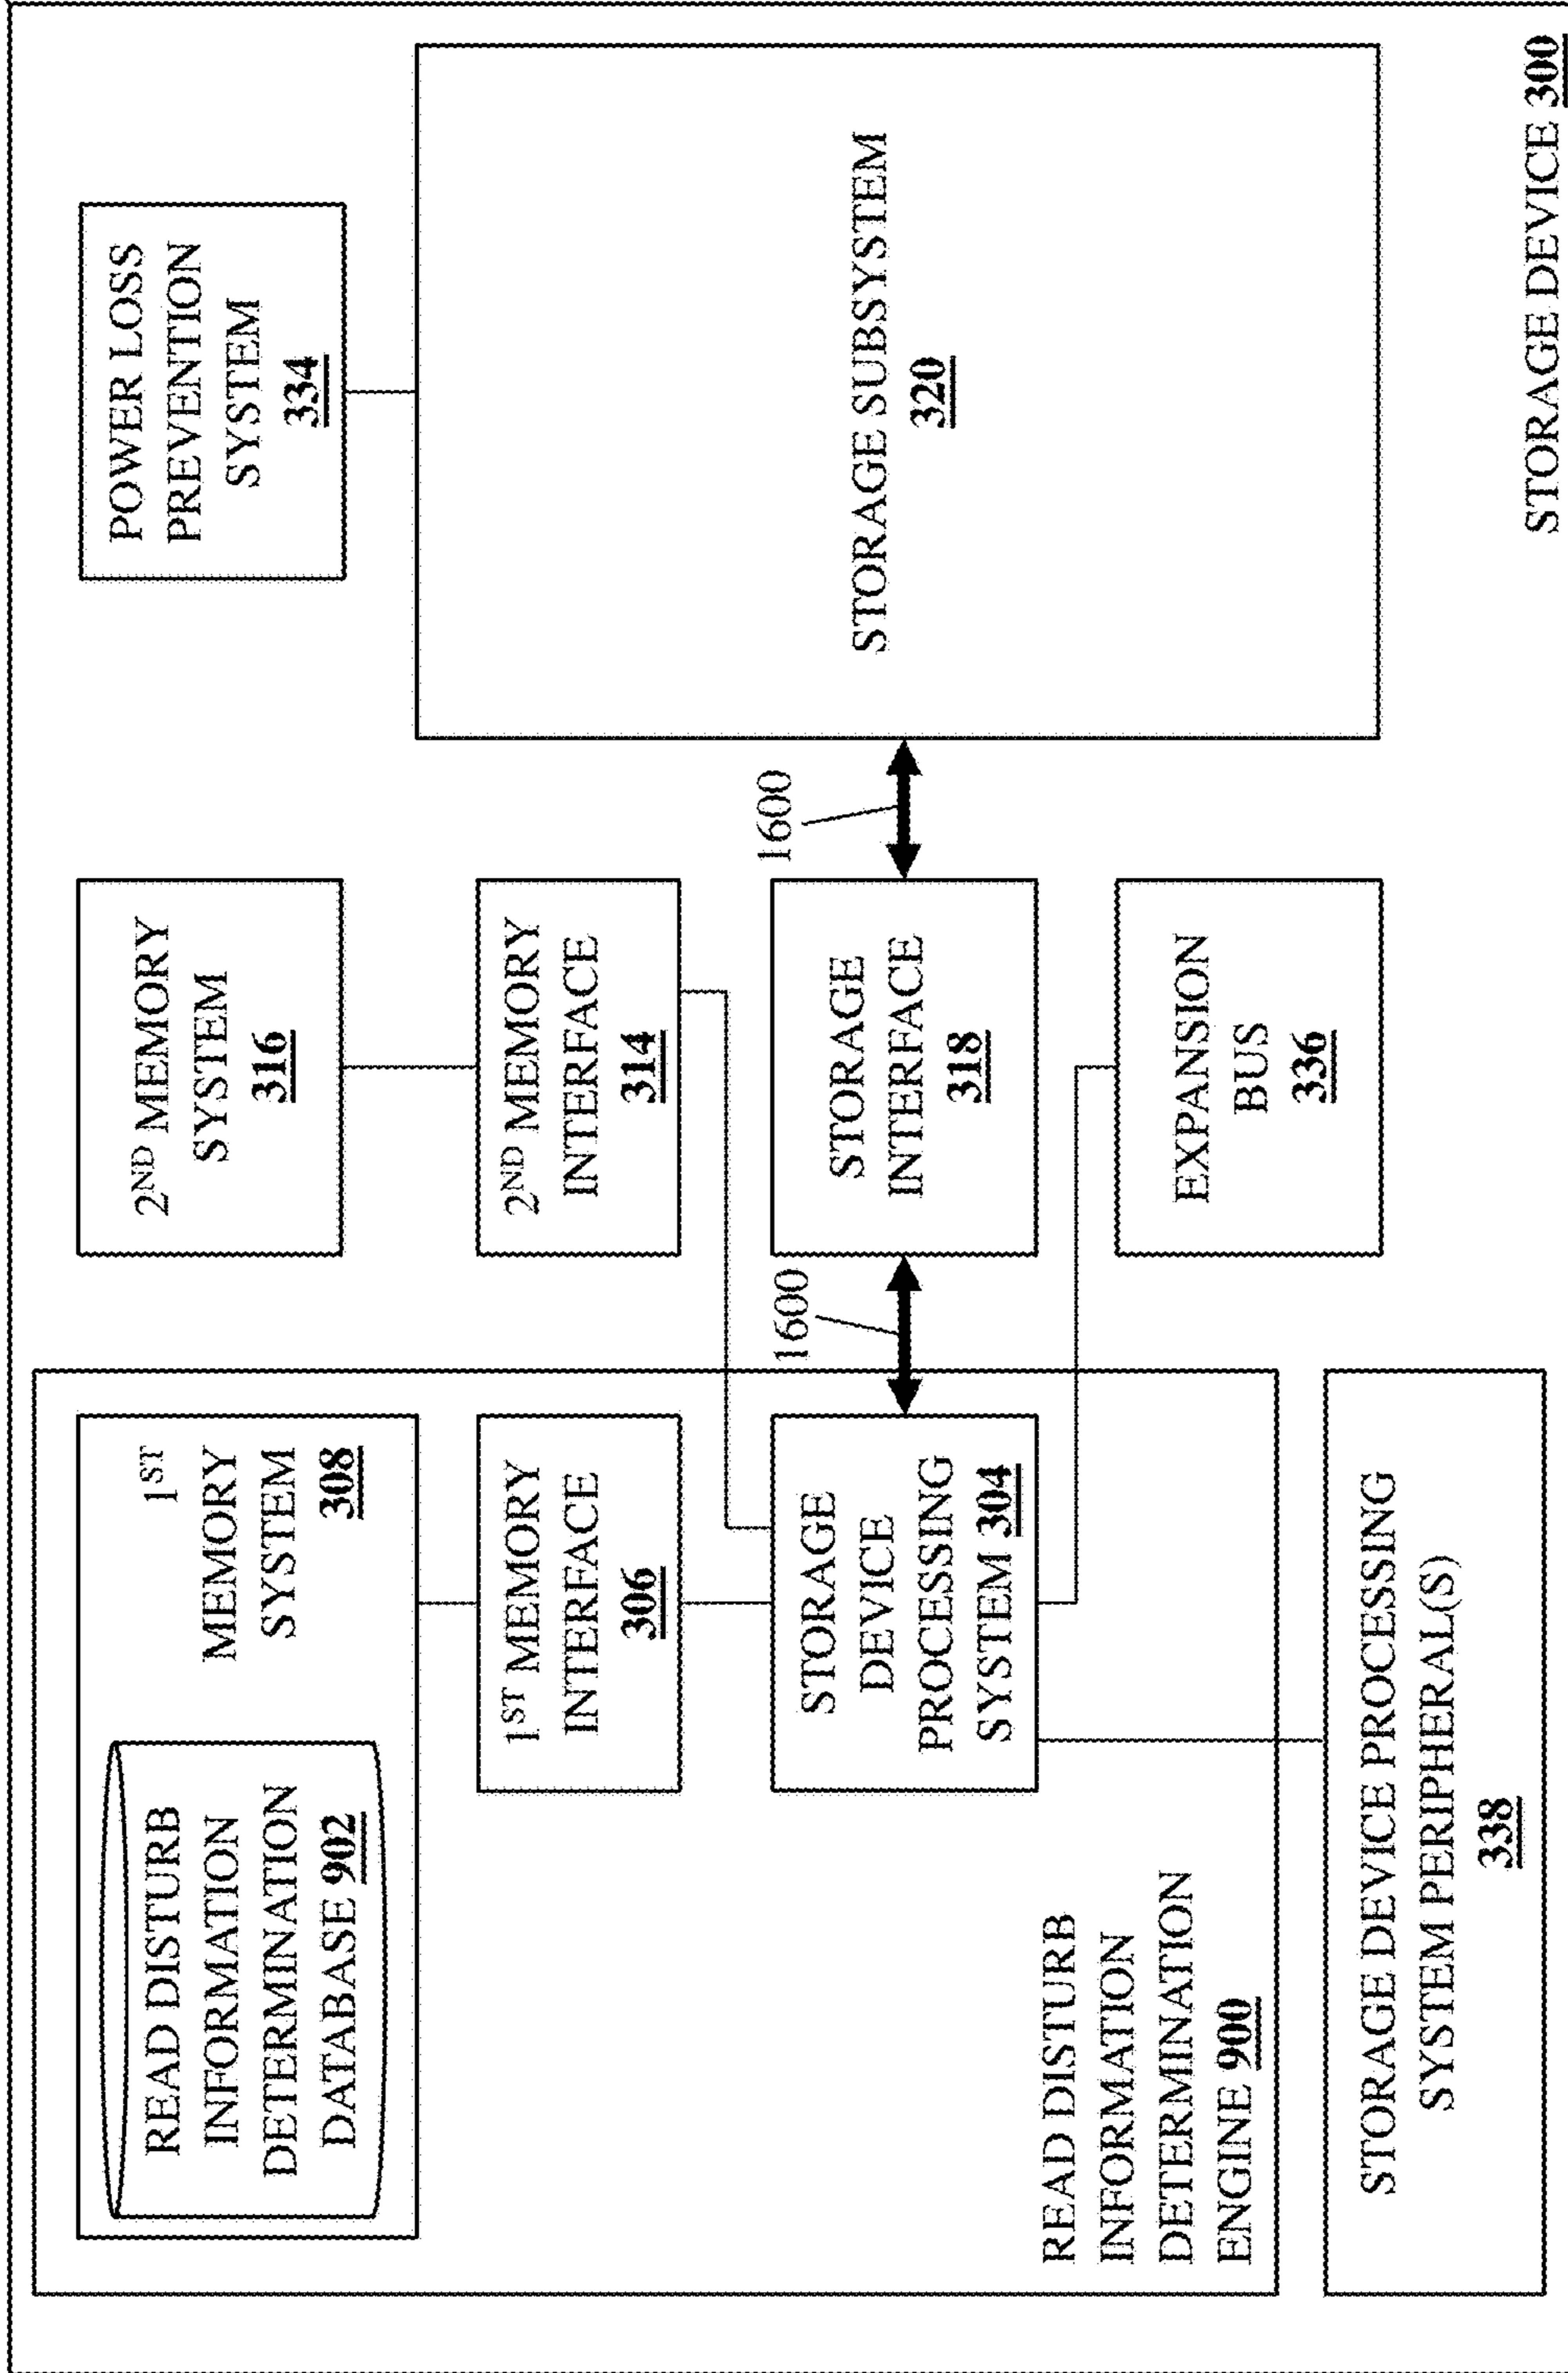 READ DISTURB
INFORMATION
DETERMINATION
DATABASE 902
1ST
MEMORY
SYSTEM
308
1ST MEMORY
INTERFACE
306
STORAGE
DEVICE
PROCESSING
SYSTEM 304
READ DISTURB
INFORMATION
DETERMINATION
ENGINE 900
STORAGE DEVICE PROCESSING
SYSTEM PERIPHERAL(S)
338
2ND MEMORY
SYSTEM
316
2ND MEMORY
INTERFACE
314
1600
STORAGE
INTERFACE
318
1600
EXPANSION
BUS
336
POWER LOSS
PREVENTION
SYSTEM
334
STORAGE SUBSYSTEM
320
STORAGE DEVICE 300